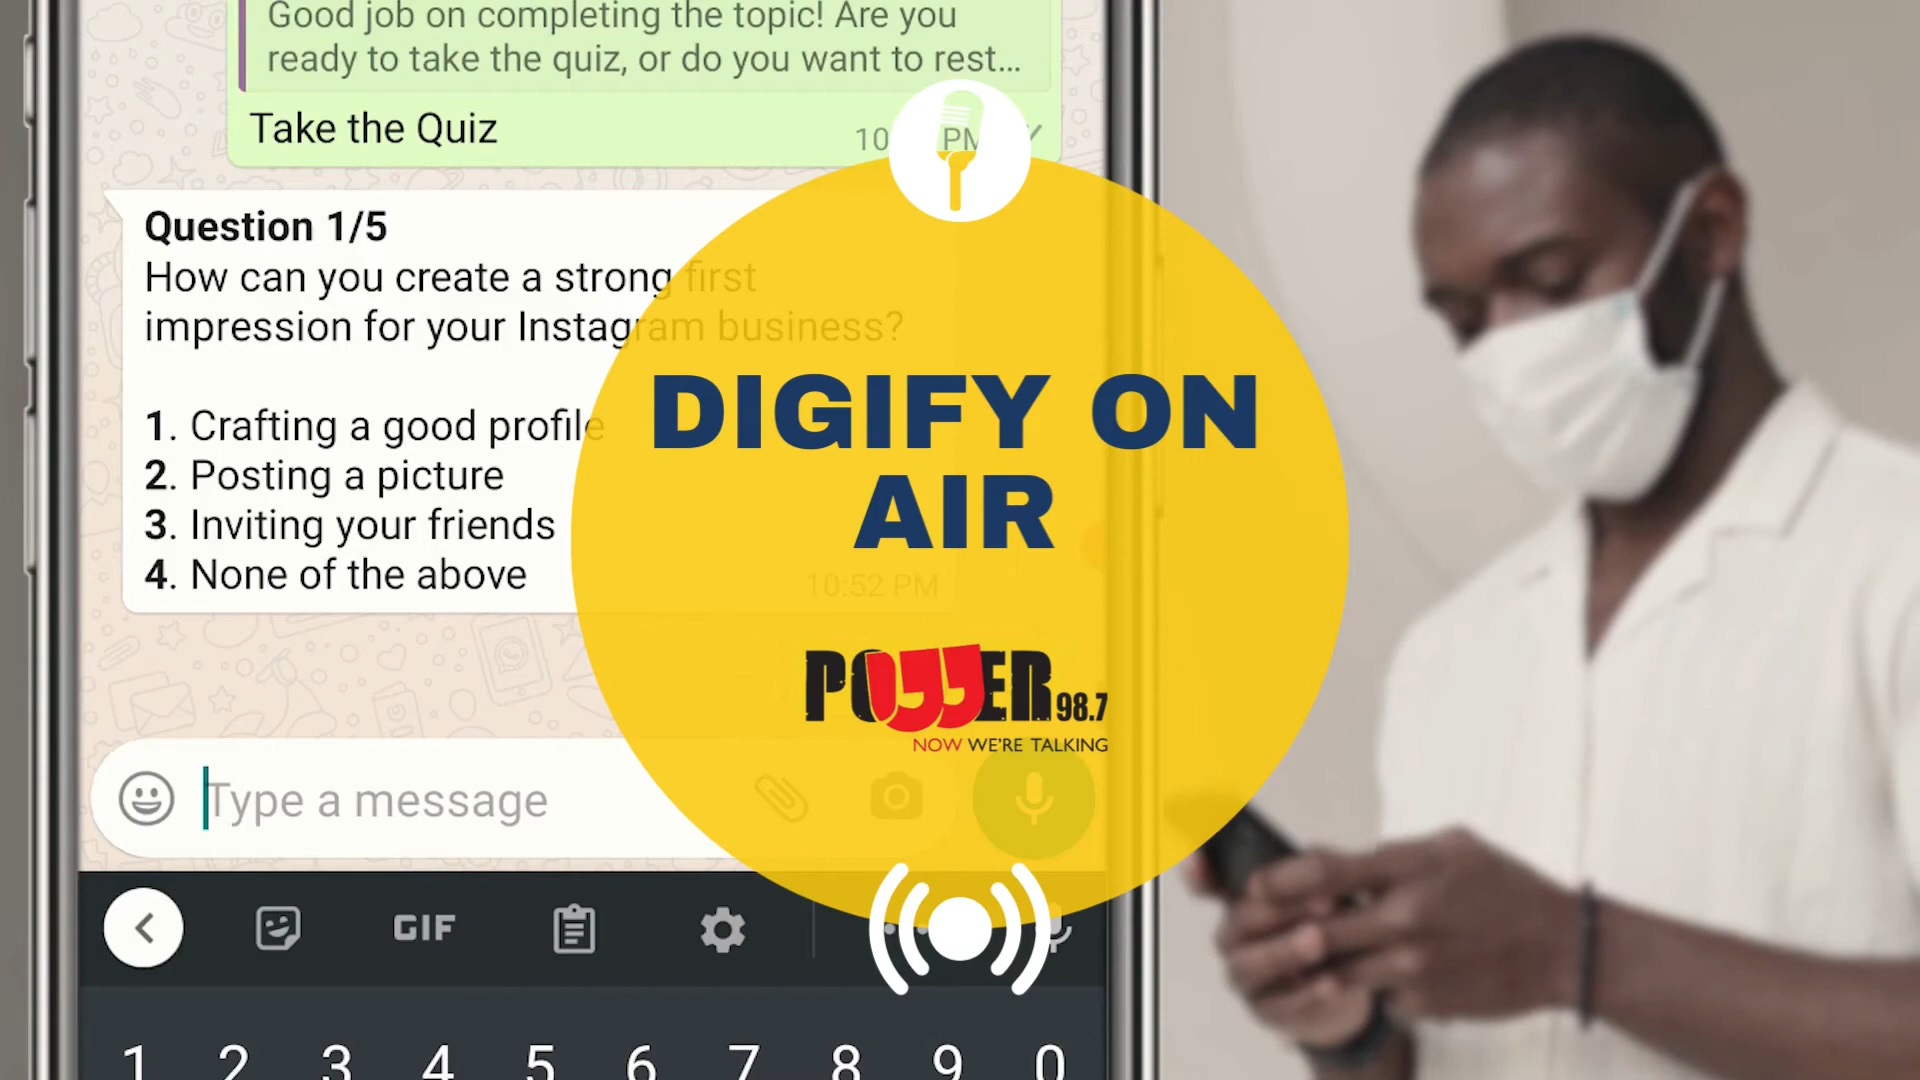 Good job on completing the topic! Are you
ready to take the quiz, or do you want to rest...
Take the Quiz
10 PM
Question 1/5
How can you create a strong first
impression for your Instagram business?
1. Crafting a good profile
2. Posting a picture
3. Inviting your friends
4. None of the above
10:52 PM
DIGIFY ON
AIR
POWER 98.7
NOW WE'RE TALKING
Type a message
GIF
1 2 3 4 5 6 7 8 9 0